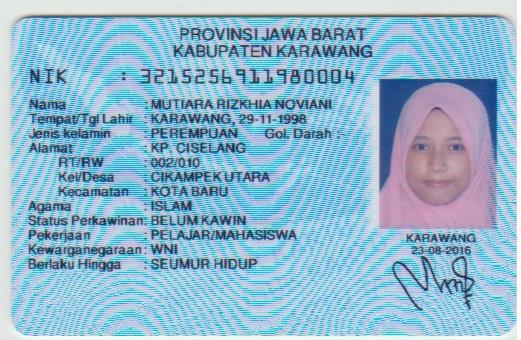 PROVINSI JAWA BARAT
KABUPATEN KARAWANG
NIK : 3215256911980004
Nama : MUTIARA RIZKHIA NOVIANI
Tempat/Tgl Lahir : KARAWANG, 29-11-1998
Jenis kelamin : PEREMPUAN Gol. Darah :-
Alamat : KP. CISELANG
RT/RW : 002/010
Kel/Desa : CIKAMPEK UTARA
Kecamatan : KOTA BARU
Agama : ISLAM
Status Perkawinan: BELUM KAWIN
Pekerjaan : PELAJAR/MAHASISWA
Kewarganegaraan: WNI
Berlaku Hingga : SEUMUR HIDUP
KARAWANG
23-08-2016